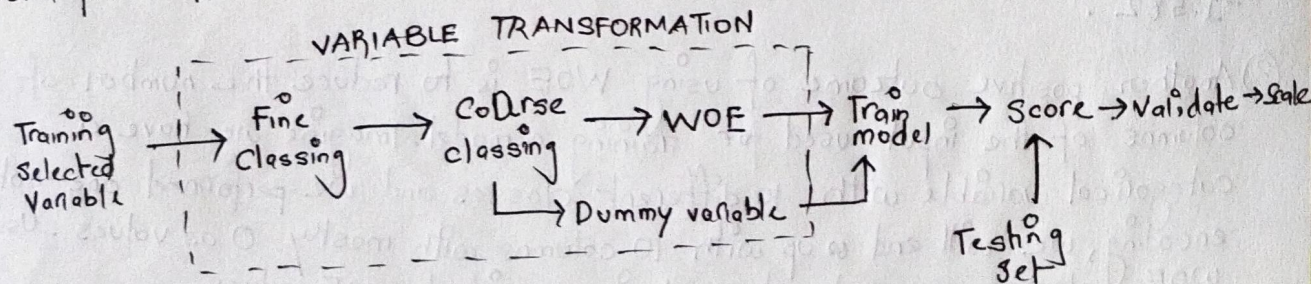 VARIABLE TRANSFORMATION
Training
Selected
Variable
Fine
Classing
Coarse
classing
WOE
Dummy variable
Train
model
Score
Validate
Scale
Testing
Set